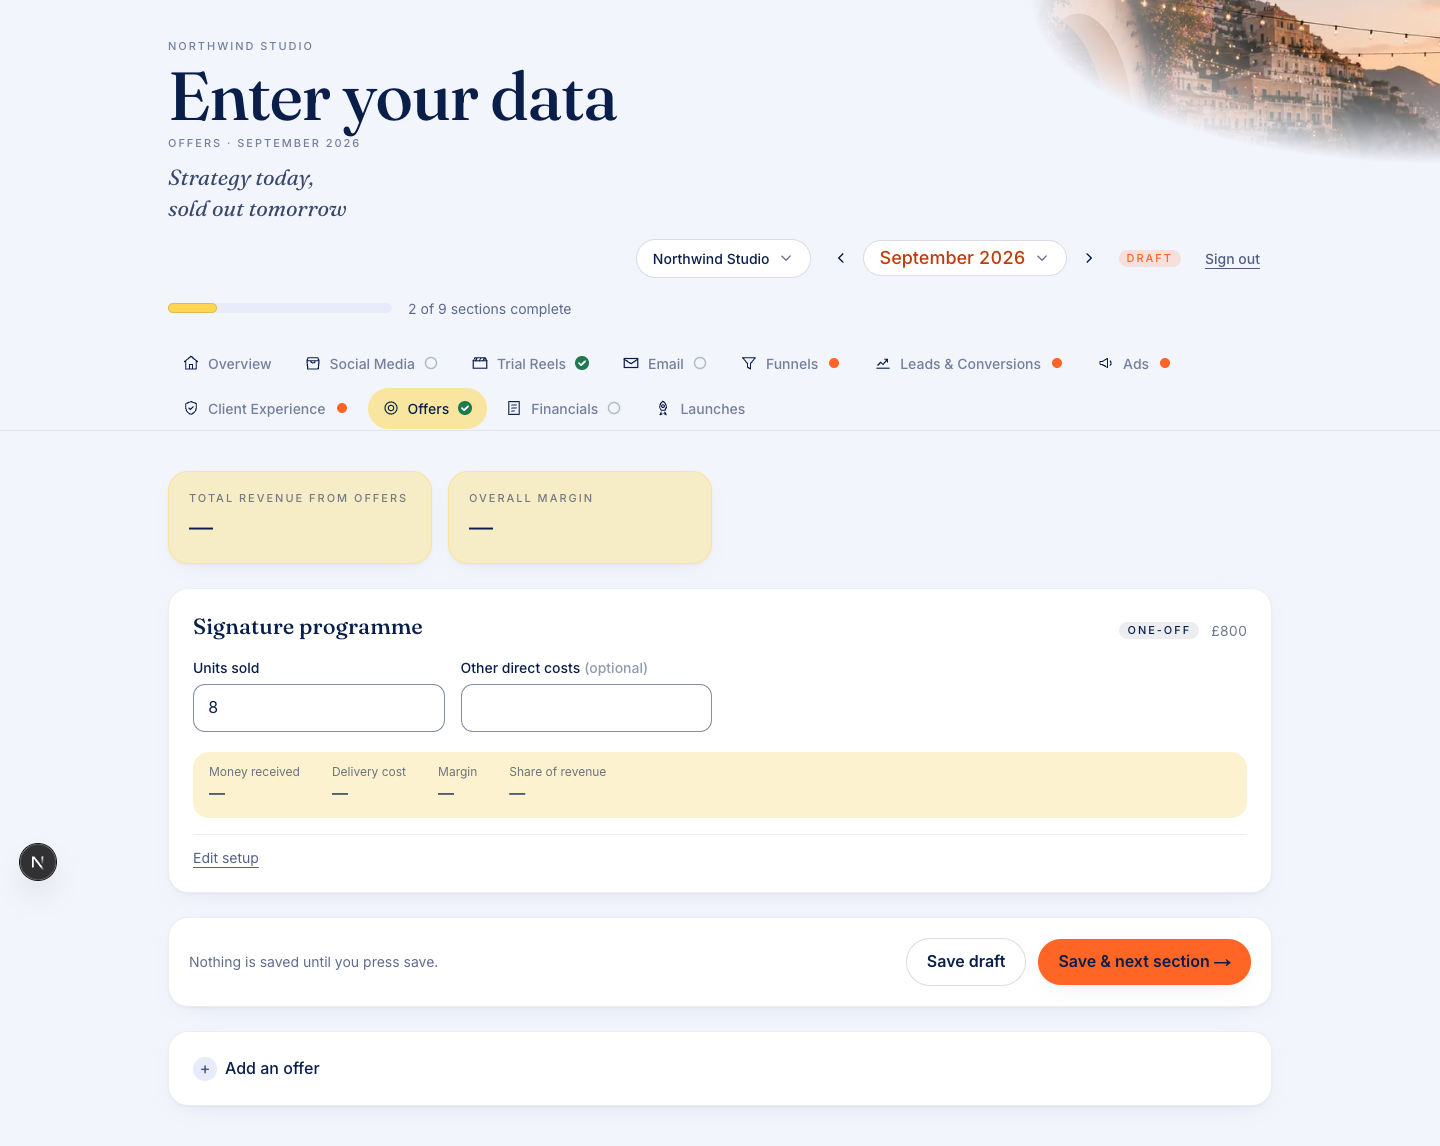 NORTHWIND STUDIO
Enter your data
OFFERS · SEPTEMBER 2026
Strategy today,
sold out tomorrow
Northwind Studio
September 2026
DRAFT
Sign out
2 of 9 sections complete
Overview
Social Media
Trial Reels
Email
Funnels
Leads & Conversions
Ads
Client Experience
Offers
Financials
Launches
TOTAL REVENUE FROM OFFERS
—
OVERALL MARGIN
—
Signature programme
ONE-OFF
£800
Units sold
Other direct costs (optional)
8
Money received
Delivery cost
Margin
Share of revenue
—
—
—
—
Edit setup
N
Nothing is saved until you press save.
Save draft
Save & next section →
+ Add an offer